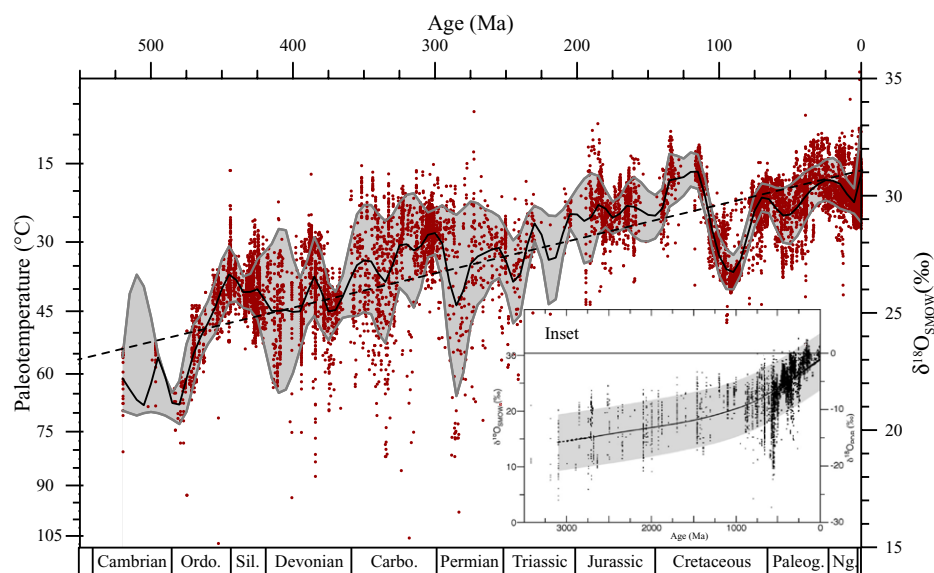 Age (Ma)
500 400 300 200 100 0
Paleotemperature (°C)
15
30
45
60
75
90
105
35
30
25
20
15
δ¹⁸O_SMOW (‰)
Inset
30
20
10
0
δ¹⁸O_SMOW (‰)
0
-10
-20
-30
3000 2000 1000 0
Age (Ma)
Cambrian Ordo. Sil. Devonian Carbo. Permian Triassic Jurassic Cretaceous Paleog. Ng.